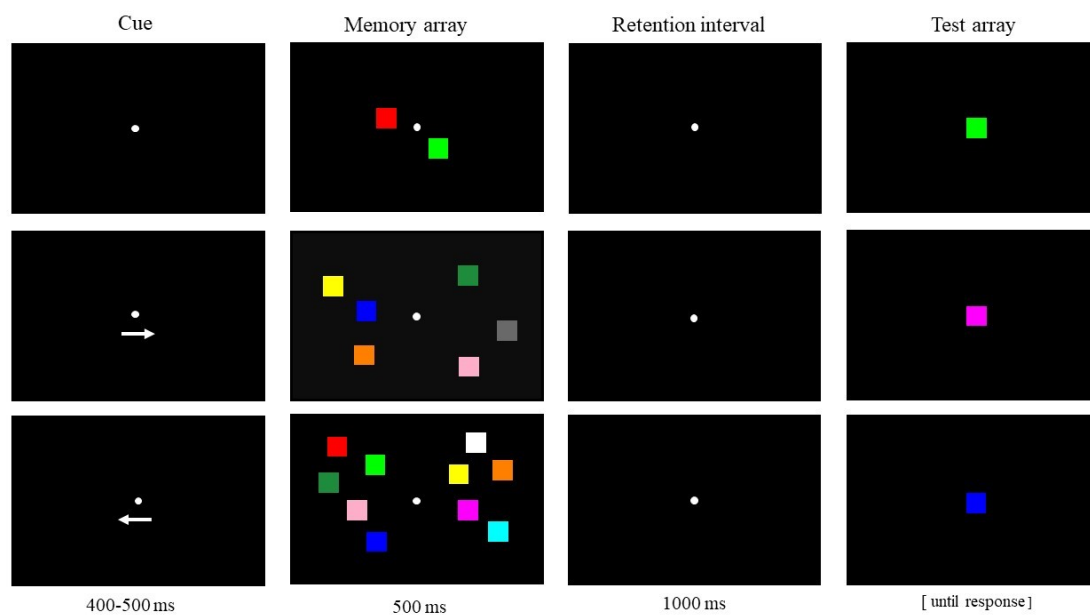 Cue
Memory array
Retention interval
Test array
400-500 ms
500 ms
1000 ms
[ until response]